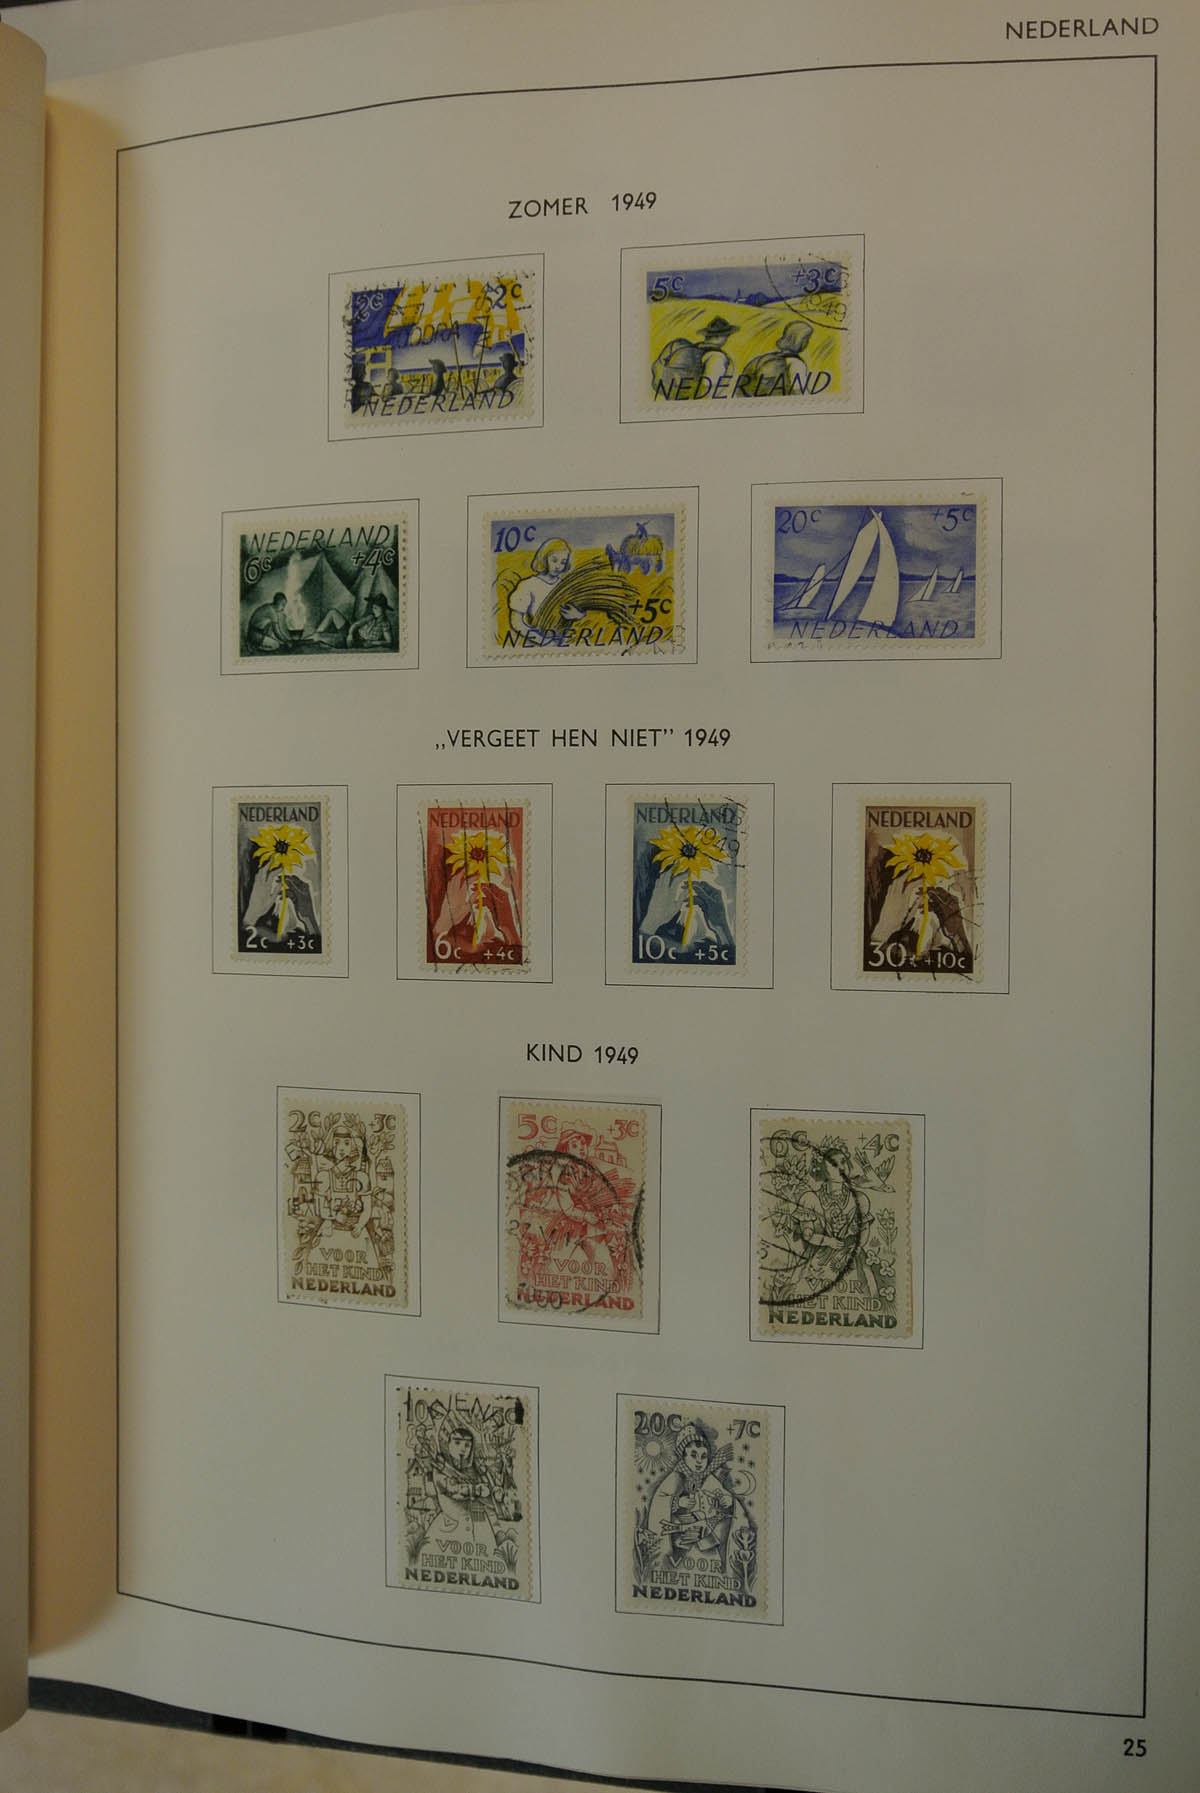 NEDERLAND
ZOMER 1949
2c 2c
NEDERLAND
5c +3c
1949
NEDERLAND
NEDERLAND
6c +4c
10c
+5c
NEDERLAND
20c +5c
NEDERLAND
„VERGEET HEN NIET” 1949
NEDERLAND
2c +3c
NEDERLAND
6c +4c
NEDERLAND
1949
10c +5c
NEDERLAND
30c +10c
KIND 1949
2c +3c
VOOR
HET KIND
NEDERLAND
5c +3c
VOOR
HET KIND
NEDERLAND
6c +4c
VOOR
HET KIND
NEDERLAND
10c
VOOR
HET KIND
NEDERLAND
20c +7c
VOOR
HET KIND
NEDERLAND
25